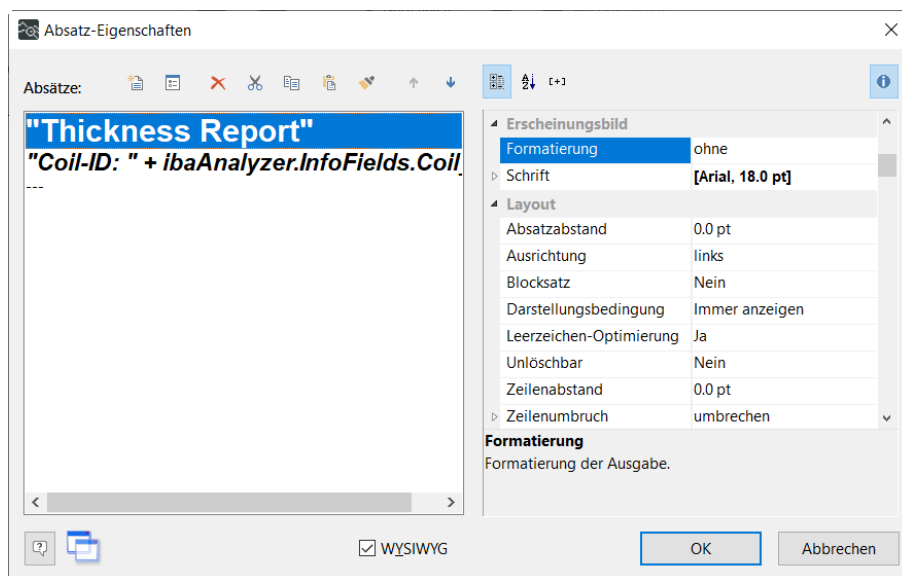 Absatz-Eigenschaften
Absätze:
"Thickness Report"
"Coil-ID: " + ibaAnalyzer.InfoFields.Coil_
---
Erscheinungsbild
Formatierung ohne
Schrift [Arial, 18.0 pt]
Layout
Absatzabstand 0.0 pt
Ausrichtung links
Blocksatz Nein
Darstellungsbedingung Immer anzeigen
Leerzeichen-Optimierung Ja
Unlöschbar Nein
Zeilenabstand 0.0 pt
Zeilenumbruch umbrechen
Formatierung
Formatierung der Ausgabe.
WYSIWYG
OK
Abbrechen